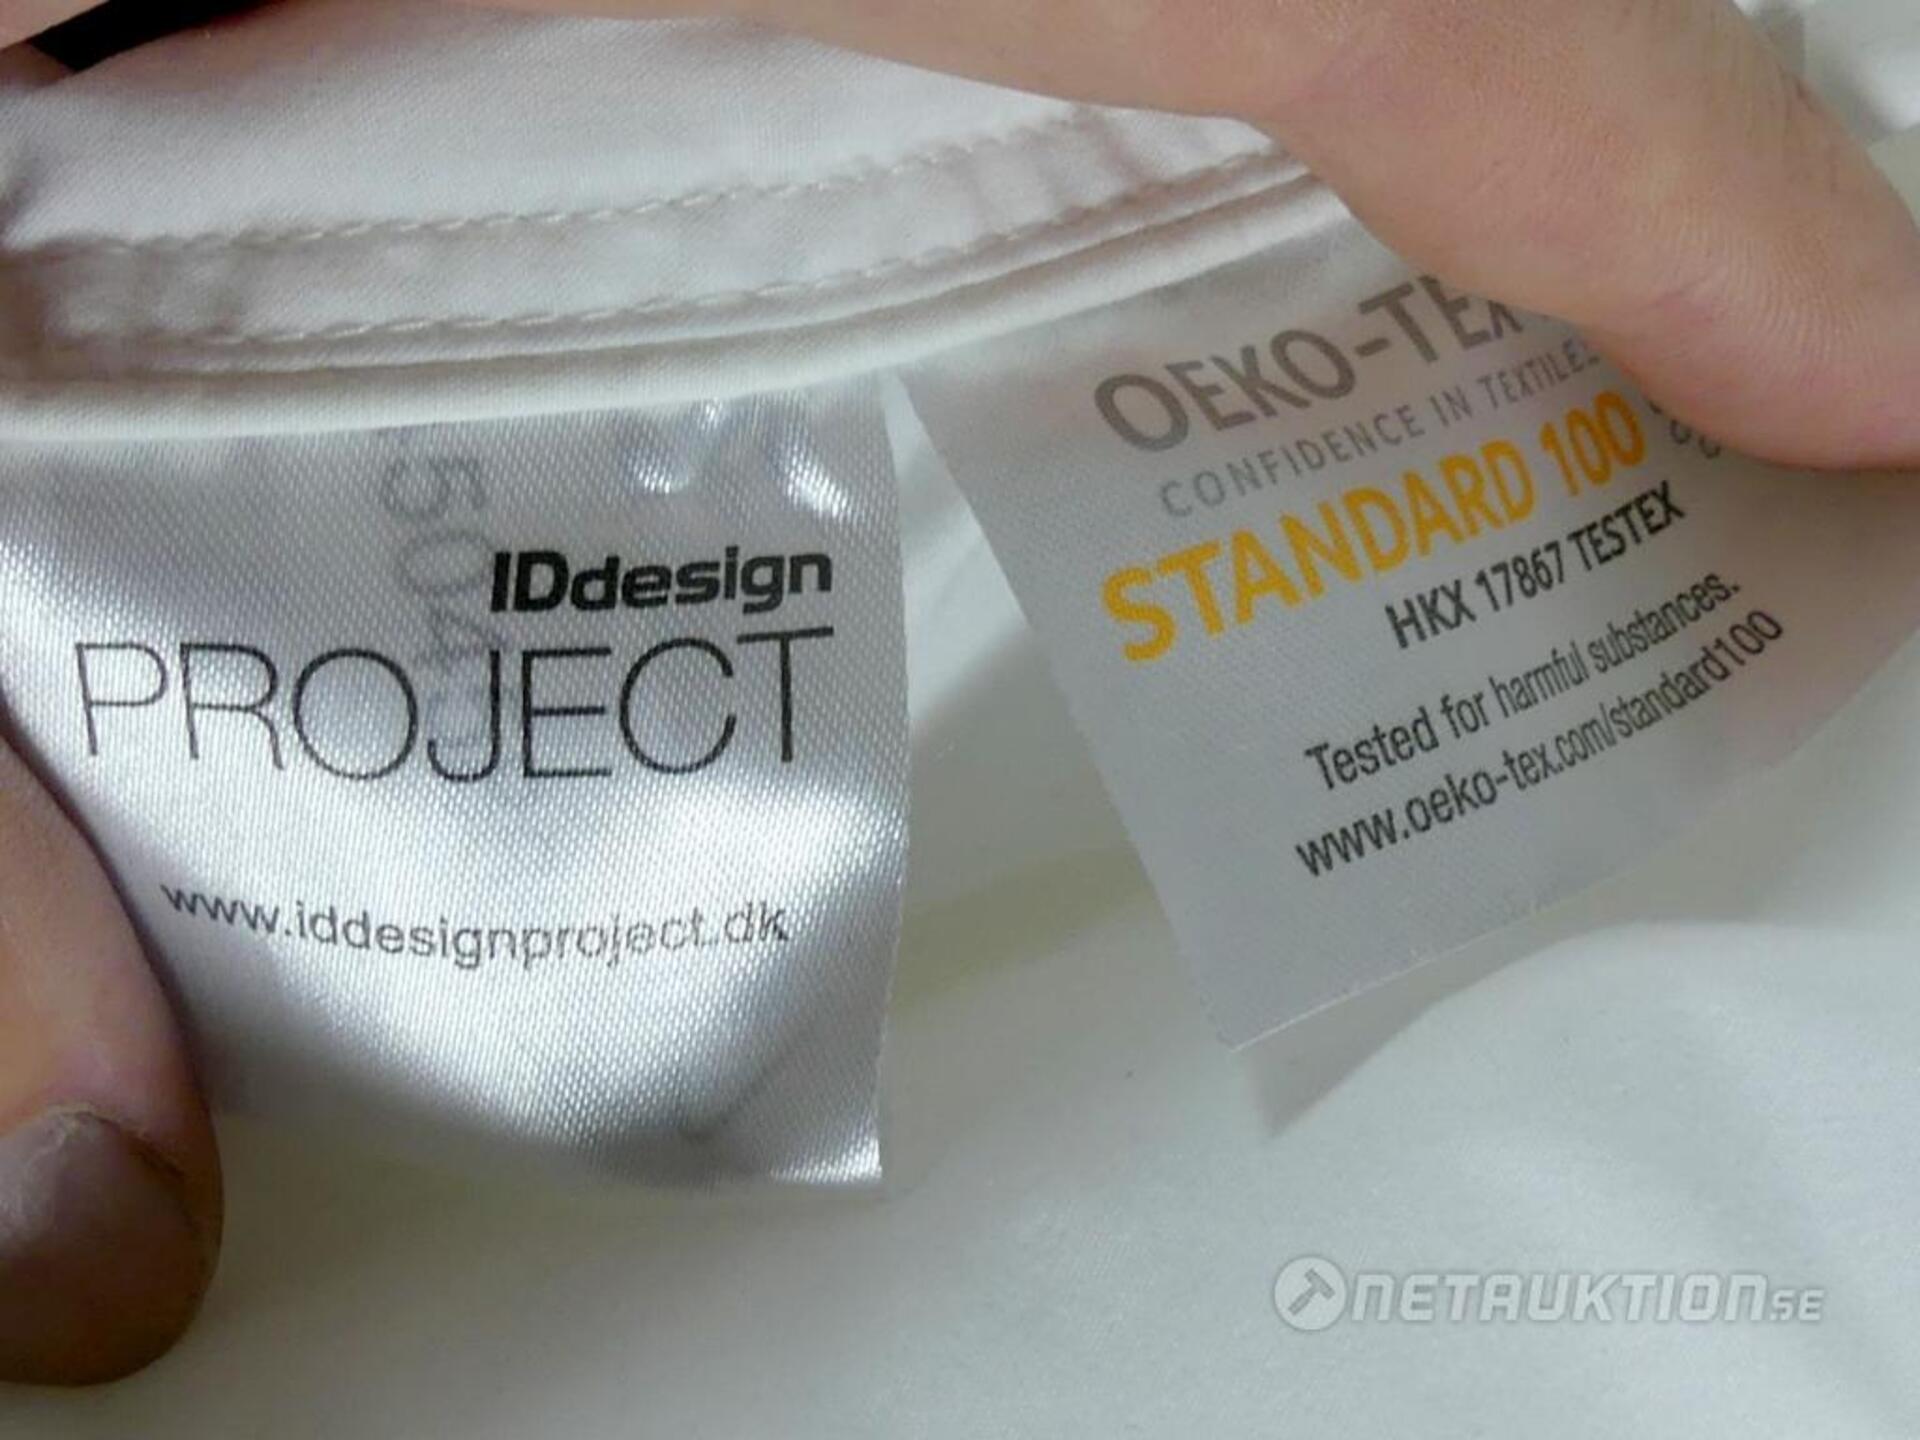 IDdesign
PROJECT
www.iddesignproject.dk
OEKO-TEX
CONFIDENCE IN TEXTILES
STANDARD 100
HKX 17867 TESTEX
Tested for harmful substances.
www.oeko-tex.com/standard100
NETAUKTION.SE